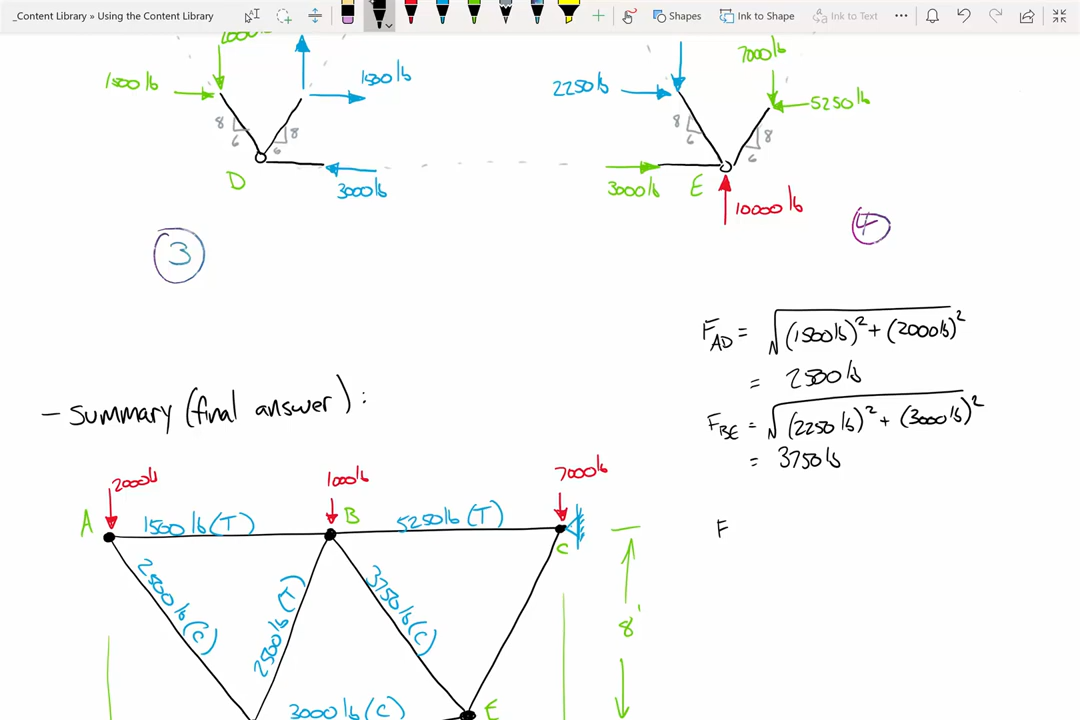 _Content Library » Using the Content Library
Shapes
Ink to Shape
Ink to Text
1500 lb
1500 lb
8
6
8
6
D
3000 lb
3
7000 lb
2250 lb
5250 lb
8
6
8
6
3000 lb
E
10000 lb
4
F_AD = √(1500 lb)² + (2000 lb)²
= 2500 lb
F_BE = √(2250 lb)² + (3000 lb)²
= 3750 lb
F
- Summary (final answer):
2000 lb
1000 lb
7000 lb
A
1500 lb (T)
B
5250 lb (T)
C
2500 lb (C)
2500 lb (T)
3750 lb (C)
8'
3000 lb (C)
E